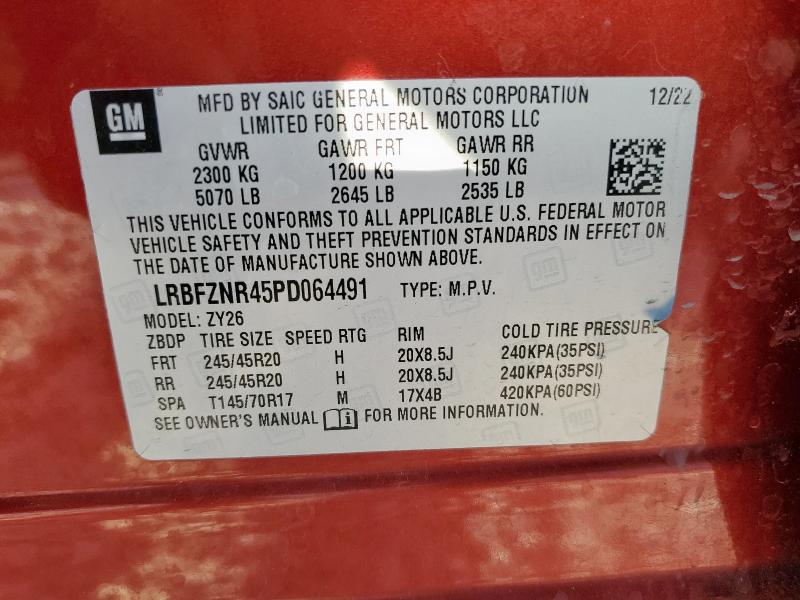 GM
MFD BY SAIC GENERAL MOTORS CORPORATION 12/22
LIMITED FOR GENERAL MOTORS LLC
GVWR GAWR FRT GAWR RR
2300 KG 1200 KG 1150 KG
5070 LB 2645 LB 2535 LB
THIS VEHICLE CONFORMS TO ALL APPLICABLE U.S. FEDERAL MOTOR
VEHICLE SAFETY AND THEFT PREVENTION STANDARDS IN EFFECT ON
THE DATE OF MANUFACTURE SHOWN ABOVE.
LRBFZNR45PD064491 TYPE: M.P.V.
MODEL: ZY26
ZBDP TIRE SIZE SPEED RTG RIM COLD TIRE PRESSURE
FRT 245/45R20 H 20X8.5J 240KPA(35PSI)
RR 245/45R20 H 20X8.5J 240KPA(35PSI)
SPA T145/70R17 M 17X4B 420KPA(60PSI)
SEE OWNER'S MANUAL i FOR MORE INFORMATION.